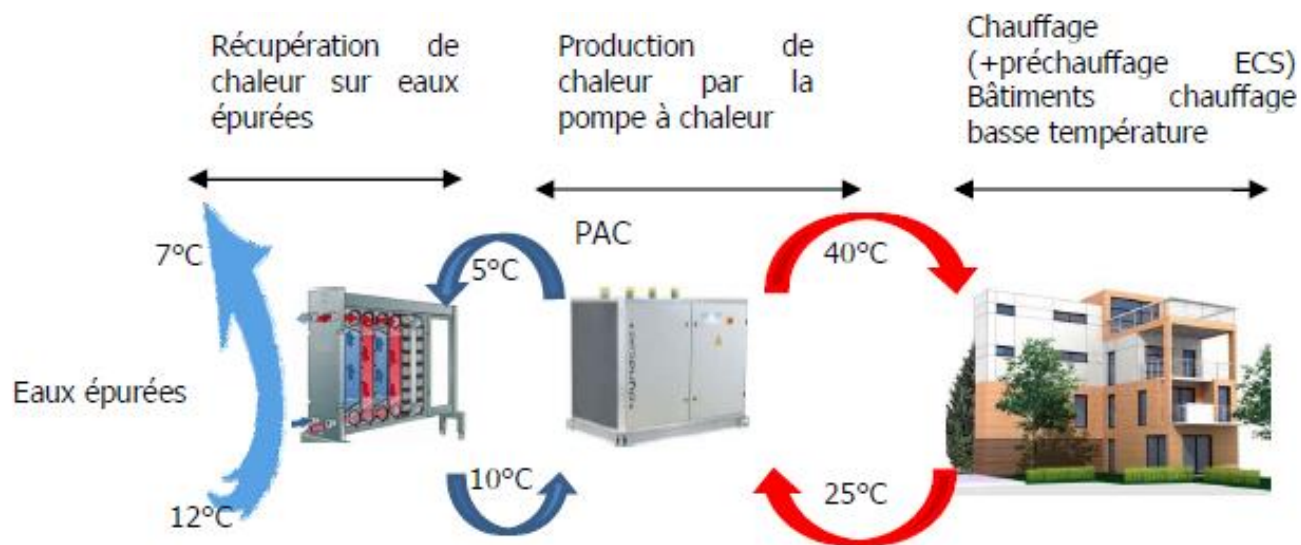 Récupération de
chaleur sur eaux
épurées
Production de
chaleur par la
pompe à chaleur
Chauffage
(+préchauffage ECS)
Bâtiments chauffage
basse température
7°C
5°C
PAC
40°C
Eaux épurées
12°C
10°C
25°C